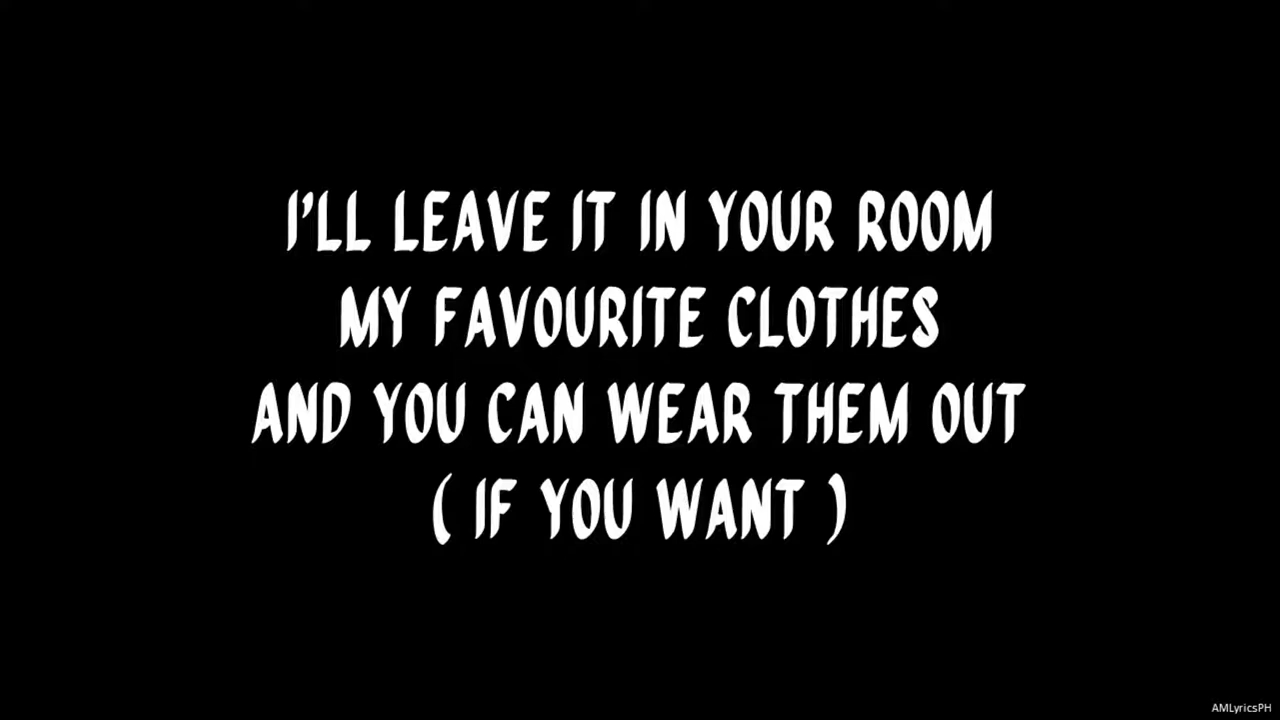 I'LL LEAVE IT IN YOUR ROOM
MY FAVOURITE CLOTHES
AND YOU CAN WEAR THEM OUT
( IF YOU WANT )
AMLyricsPH